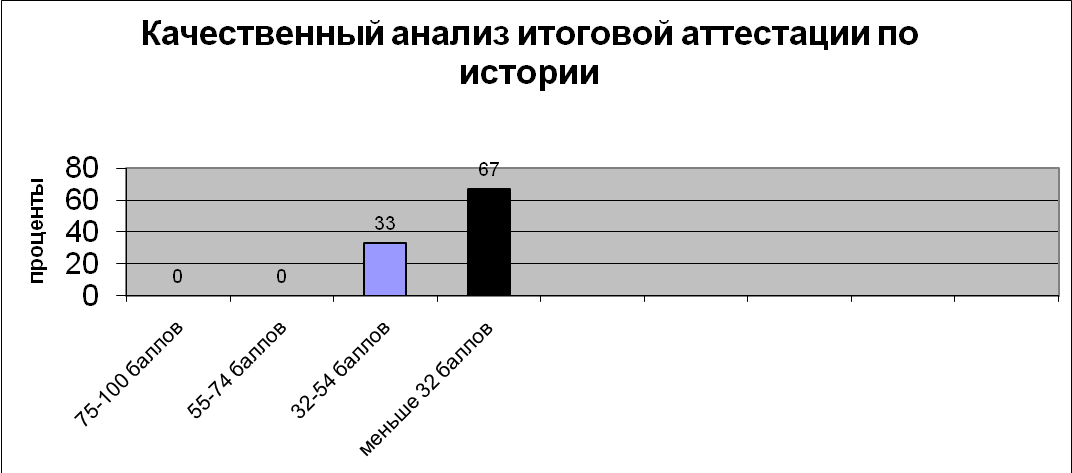 Качественный анализ итоговой аттестации по
истории
проценты
80
60
40
20
0
0
0
33
67
75-100 баллов
55-74 баллов
32-54 баллов
меньше 32 баллов